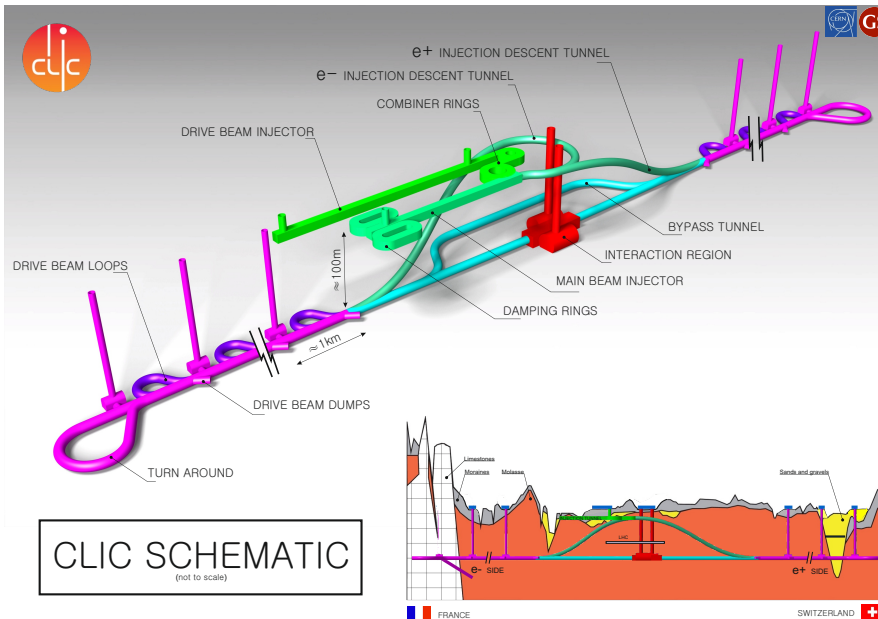 clic
CERN
G
e+ INJECTION DESCENT TUNNEL
e- INJECTION DESCENT TUNNEL
COMBINER RINGS
DRIVE BEAM INJECTOR
BYPASS TUNNEL
INTERACTION REGION
MAIN BEAM INJECTOR
DAMPING RINGS
≈100m
DRIVE BEAM LOOPS
≈1km
DRIVE BEAM DUMPS
TURN AROUND
CLIC SCHEMATIC
(not to scale)
Limestones
Moraines
Molasse
Sands and gravels
LHC
e- SIDE
e+ SIDE
FRANCE
SWITZERLAND